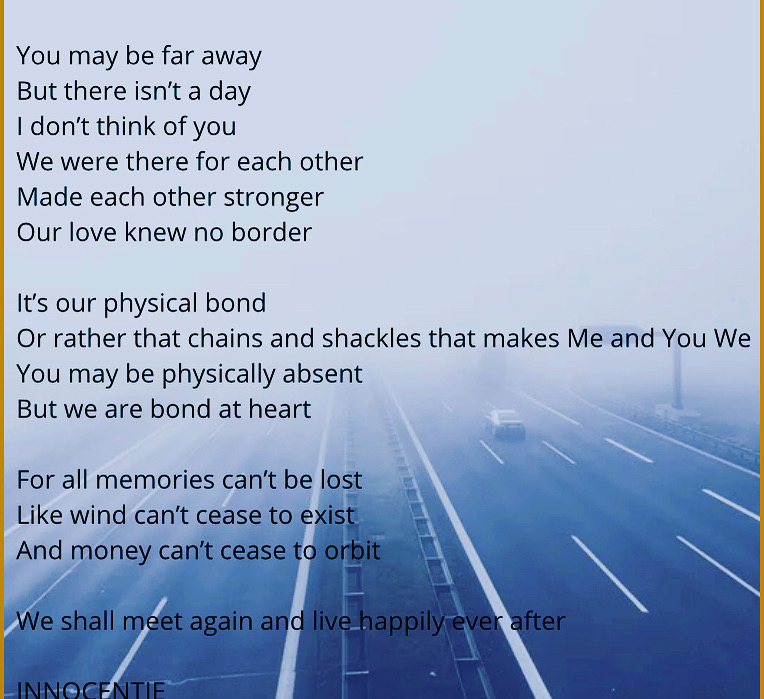 You may be far away
But there isn’t a day
I don’t think of you
We were there for each other
Made each other stronger
Our love knew no border
It’s our physical bond
Or rather that chains and shackles that makes Me and You We
You may be physically absent
But we are bond at heart
For all memories can’t be lost
Like wind can’t cease to exist
And money can’t cease to orbit
We shall meet again and live happily ever after
INNOCENTIE